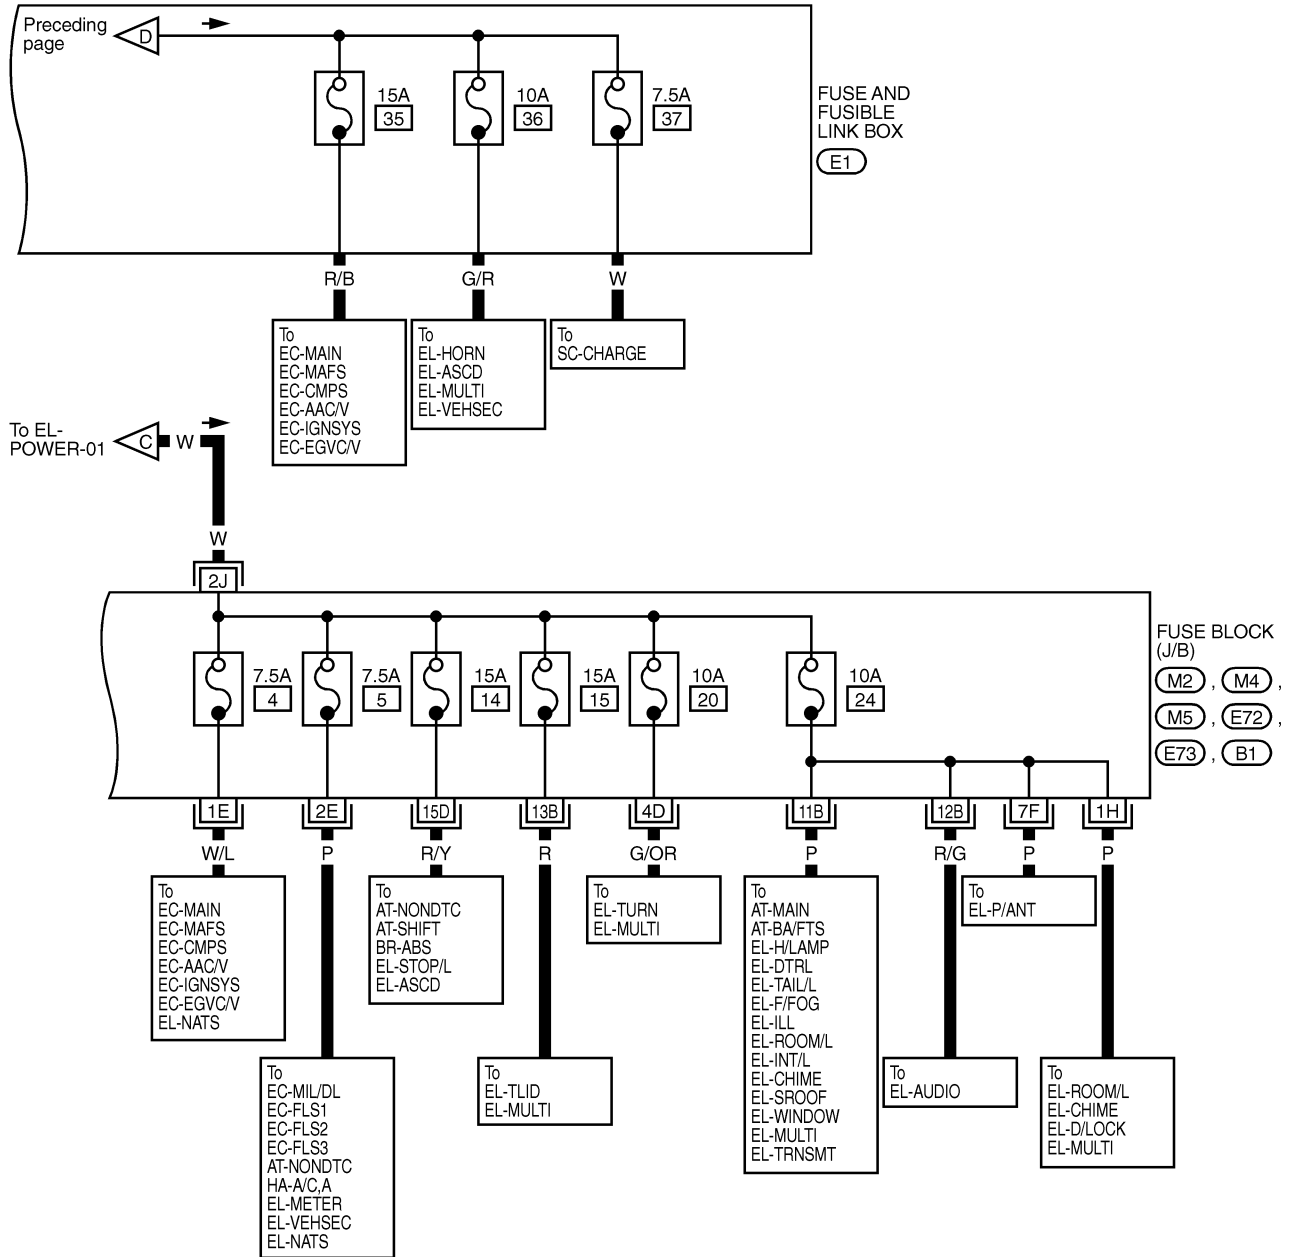 Preceding
page
D
15A
35
10A
36
7.5A
37
FUSE AND
FUSIBLE
LINK BOX
E1
R/B
G/R
W
To
EC-MAIN
EC-MAFS
EC-CMPS
EC-AAC/V
EC-IGNSYS
EC-EGVC/V
To
EL-HORN
EL-ASCD
EL-MULTI
EL-VEHSEC
To
SC-CHARGE
To EL-
POWER-01
C
W
W
2J
7.5A
4
7.5A
5
15A
14
15A
15
10A
20
10A
24
FUSE BLOCK
(J/B)
M2 , M4 ,
M5 , E72 ,
E73 , B1
1E
2E
15D
13B
4D
11B
12B
7F
1H
W/L
P
R/Y
R
G/OR
P
R/G
P
P
To
EC-MAIN
EC-MAFS
EC-CMPS
EC-AAC/V
EC-IGNSYS
EC-EGVC/V
EL-NATS
To
EC-MIL/DL
EC-FLS1
EC-FLS2
EC-FLS3
AT-NONDTC
HA-A/C,A
EL-METER
EL-VEHSEC
EL-NATS
To
AT-NONDTC
AT-SHIFT
BR-ABS
EL-STOP/L
EL-ASCD
To
EL-TLID
EL-MULTI
To
EL-TURN
EL-MULTI
To
AT-MAIN
AT-BA/FTS
EL-H/LAMP
EL-DTRL
EL-TAIL/L
EL-F/FOG
EL-ILL
EL-ROOM/L
EL-INT/L
EL-CHIME
EL-SROOF
EL-WINDOW
EL-MULTI
EL-TRNSMT
To
EL-AUDIO
To
EL-P/ANT
To
EL-ROOM/L
EL-CHIME
EL-D/LOCK
EL-MULTI